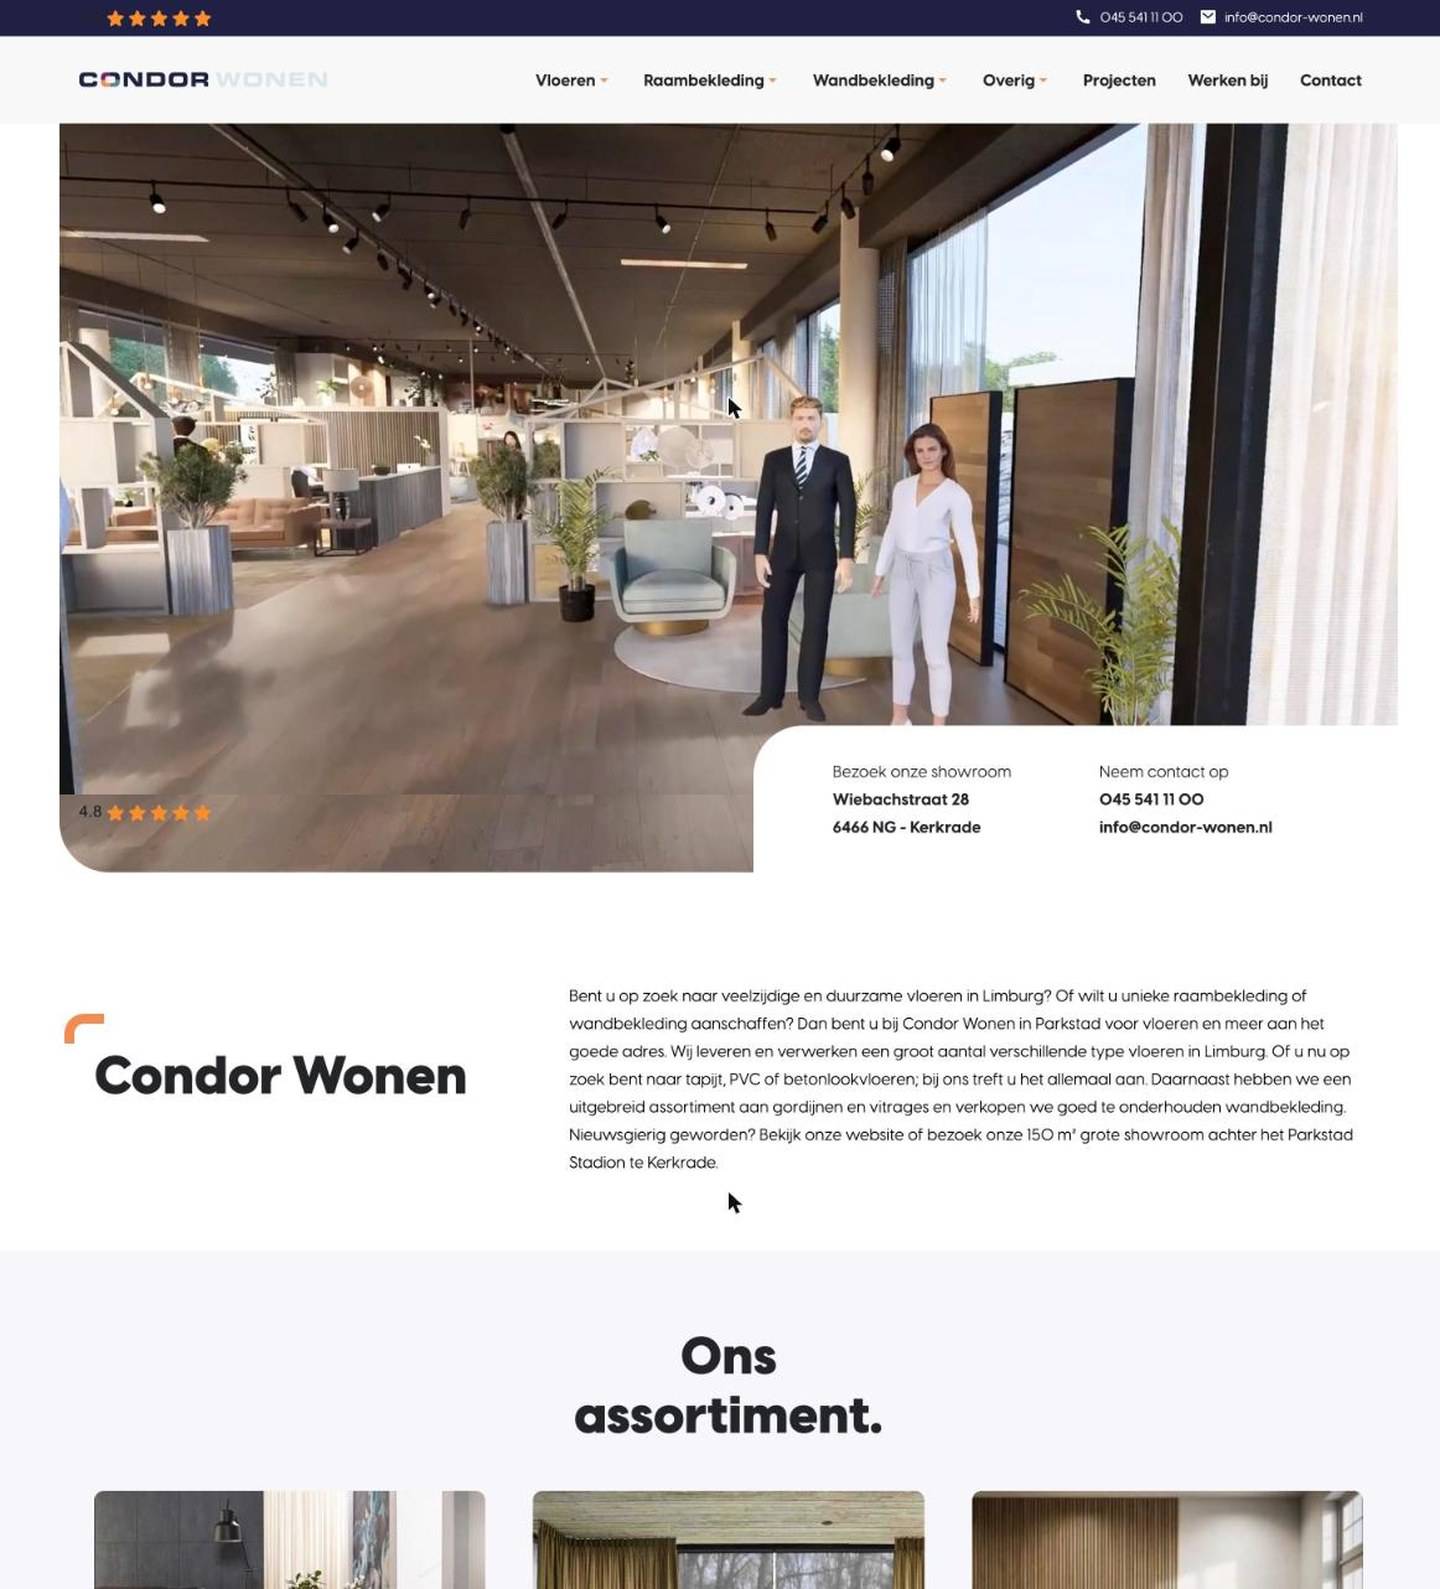 045 541 11 00 info@condor-wonen.nl
CONDOR WONEN
Vloeren Raambekleding Wandbekleding Overig Projecten Werken bij Contact
4.8
Bezoek onze showroom
Wiebachstraat 28
6466 NG - Kerkrade
Neem contact op
045 541 11 00
info@condor-wonen.nl
Condor Wonen
Bent u op zoek naar veelzijdige en duurzame vloeren in Limburg? Of wilt u unieke raambekleding of
wandbekleding aanschaffen? Dan bent u bij Condor Wonen in Parkstad voor vloeren en meer aan het
goede adres. Wij leveren en verwerken een groot aantal verschillende type vloeren in Limburg. Of u nu op
zoek bent naar tapijt, PVC of betonlookvloeren; bij ons treft u het allemaal aan. Daarnaast hebben we een
uitgebreid assortiment aan gordijnen en vitrages en verkopen we goed te onderhouden wandbekleding.
Nieuwsgierig geworden? Bekijk onze website of bezoek onze 150 m² grote showroom achter het Parkstad
Stadion te Kerkrade.
Ons
assortiment.